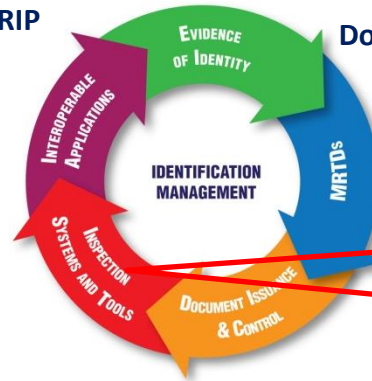 RIP
Do
EVIDENCE
OF IDENTITY
MRTDs
DOCUMENT ISSUANCE
& CONTROL
INSPECTION
SYSTEMS AND TOOLS
INTEROPERABLE
APPLICATIONS
IDENTIFICATION
MANAGEMENT